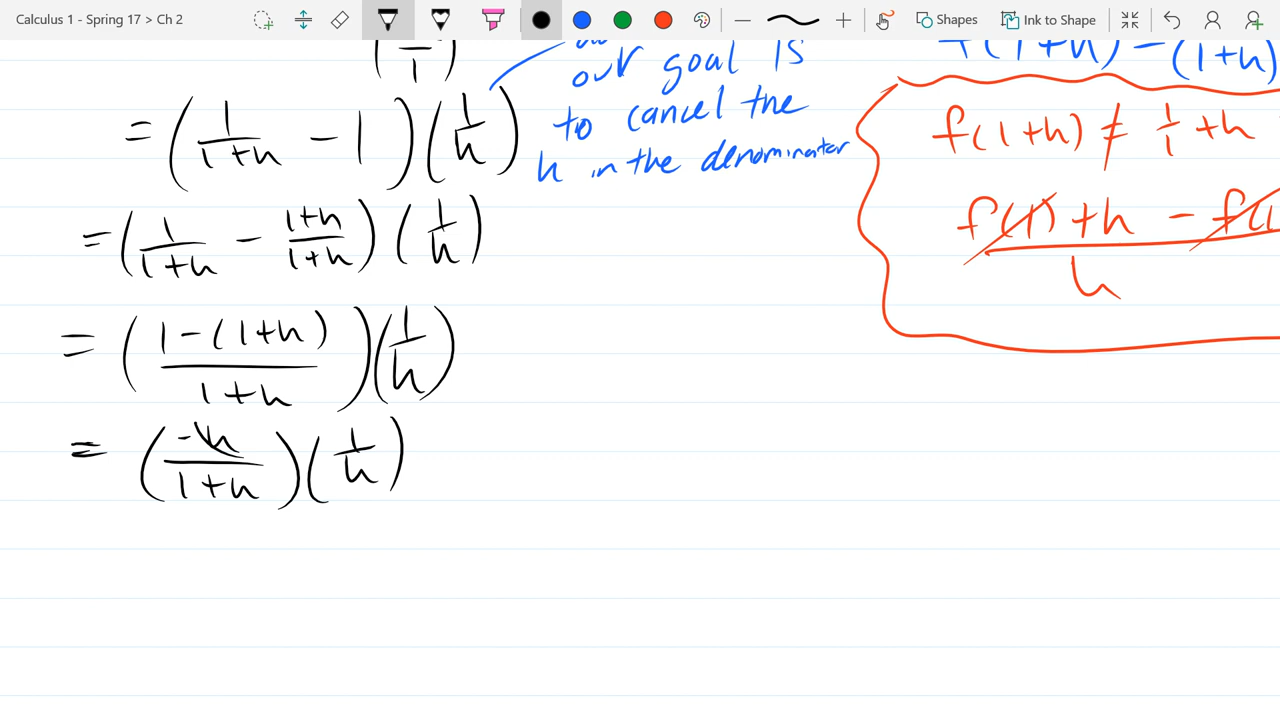 Calculus 1 - Spring 17 > Ch 2
Shapes
Ink to Shape
our goal is
to cancel the
h in the denominator
= (1/(1+h) - 1)(1/h)
= (1/(1+h) - (1+h)/(1+h))(1/h)
= ((1-(1+h))/(1+h))(1/h)
= (-h/(1+h))(1/h)
f(1+h) = (1+h)
f(1+h) ≠ 1/1 + h
f(1) + h - f(1
h